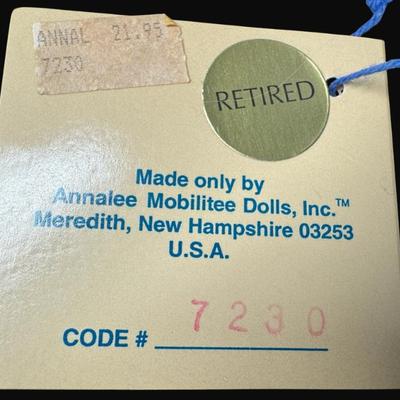 ANNAL 21.95
7230
RETIRED
Made only by
Annalee Mobilitee Dolls, Inc.™
Meredith, New Hampshire 03253
U.S.A.
CODE # 7230